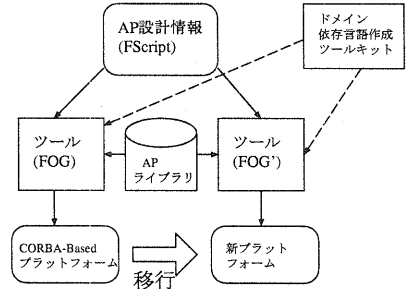 AP設計情報
(FScript)
ドメイン
依存言語作成
ツールキット
ツール
(FOG)
AP
ライブラリ
ツール
(FOG')
CORBA-Based
プラットフォーム
移行
新プラット
フォーム